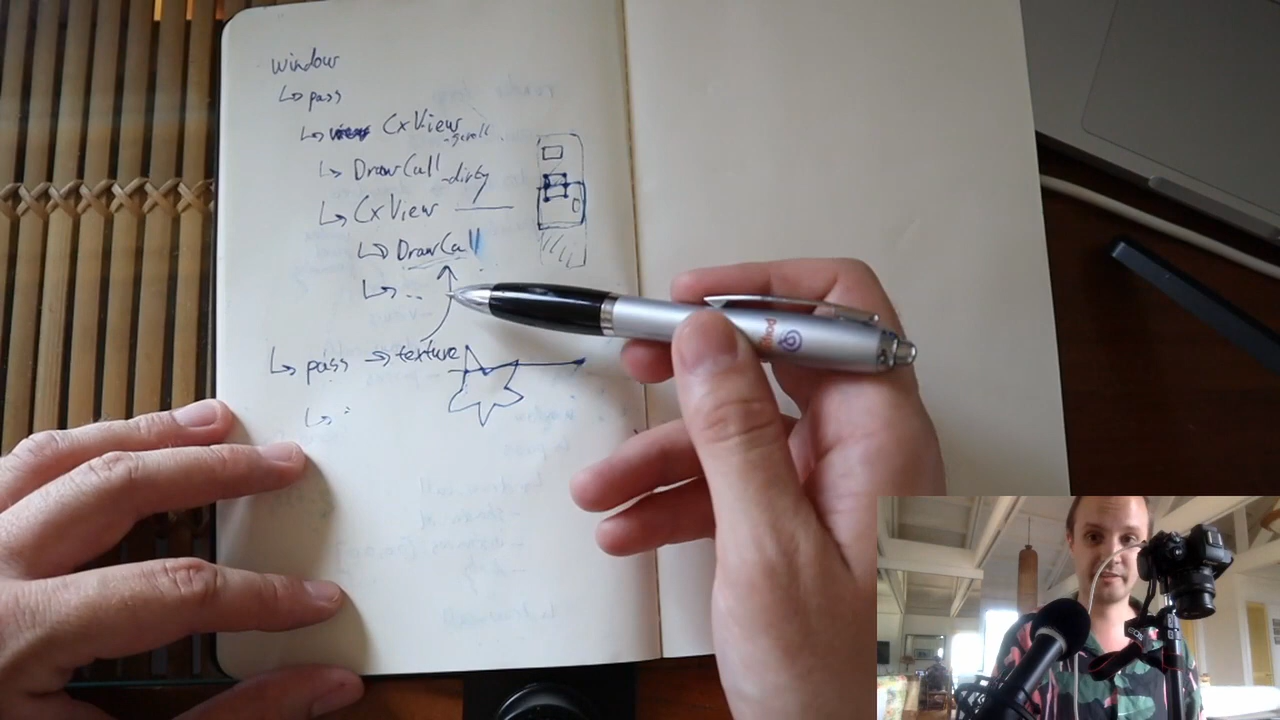 window
↳ pass
↳ CxView
-scroll
↳ DrawCall
-dirty
↳ CxView
↳ DrawCall
↳ ..
↳ pass → texture
↳